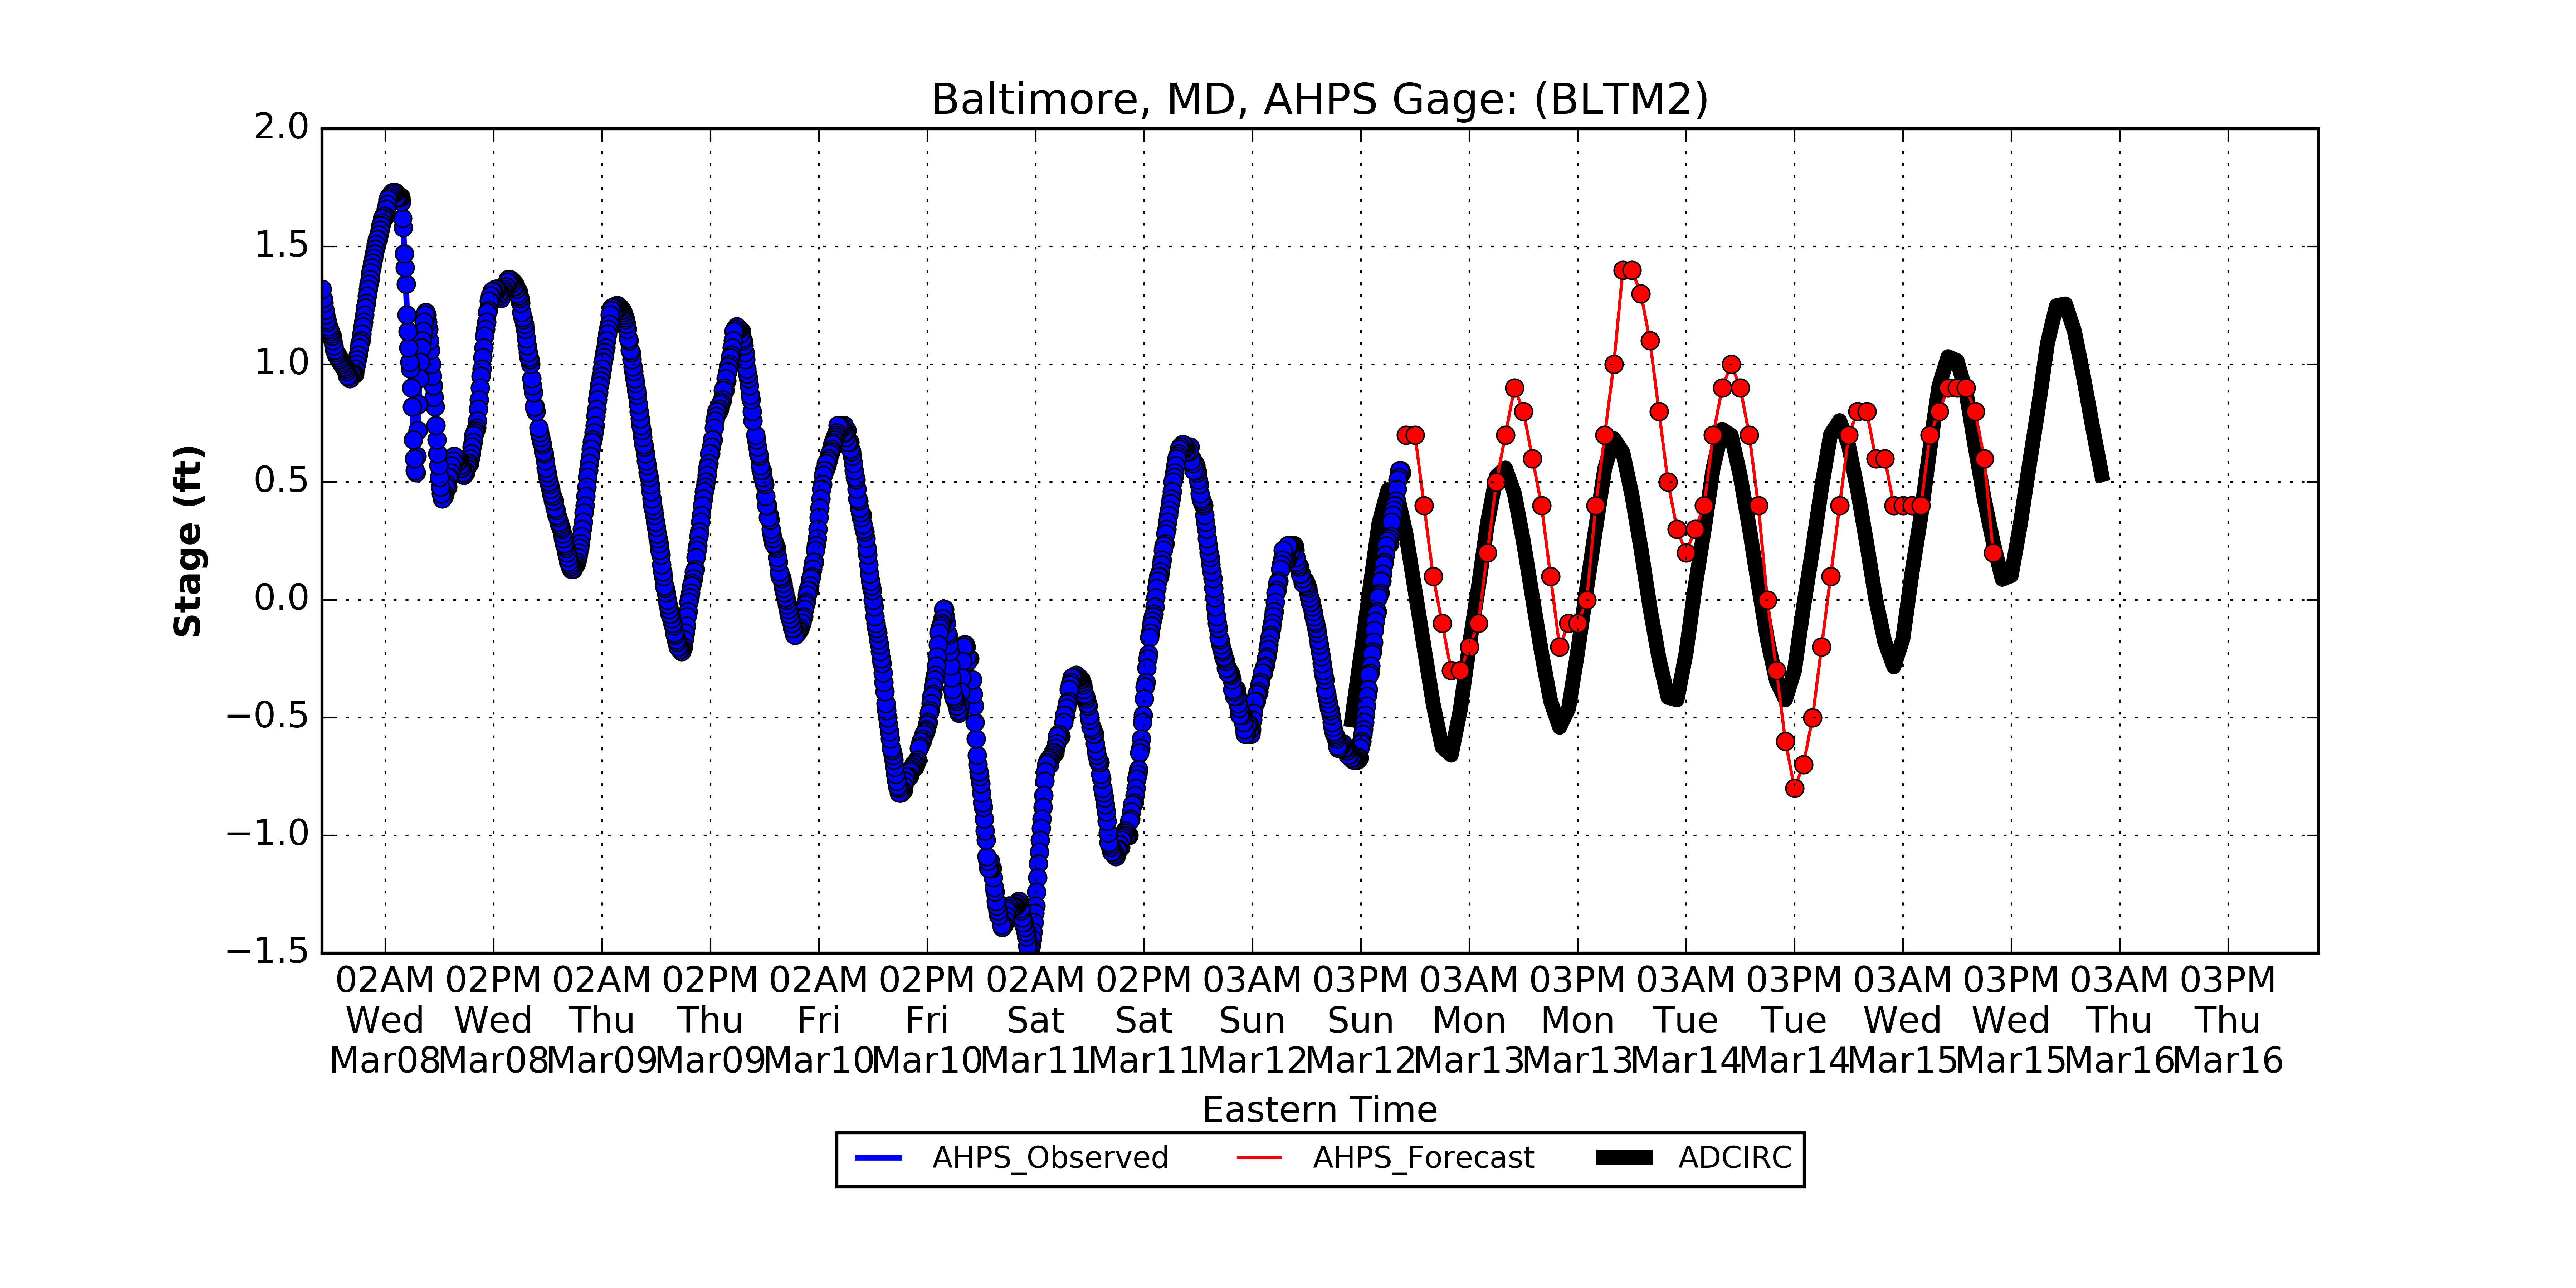 Baltimore, MD, AHPS Gage: (BLTM2)
2.0
1.5
1.0
0.5
0.0
−0.5
−1.0
−1.5
Stage (ft)
02AM 02PM 02AM 02PM 02AM 02PM 02AM 02PM 03AM 03PM 03AM 03PM 03AM 03PM 03AM 03PM 03AM 03PM
Wed Wed Thu Thu Fri Fri Sat Sat Sun Sun Mon Mon Tue Tue Wed Wed Thu Thu
Mar08 Mar08 Mar09 Mar09 Mar10 Mar10 Mar11 Mar11 Mar12 Mar12 Mar13 Mar13 Mar14 Mar14 Mar15 Mar15 Mar16 Mar16
Eastern Time
AHPS_Observed AHPS_Forecast ADCIRC